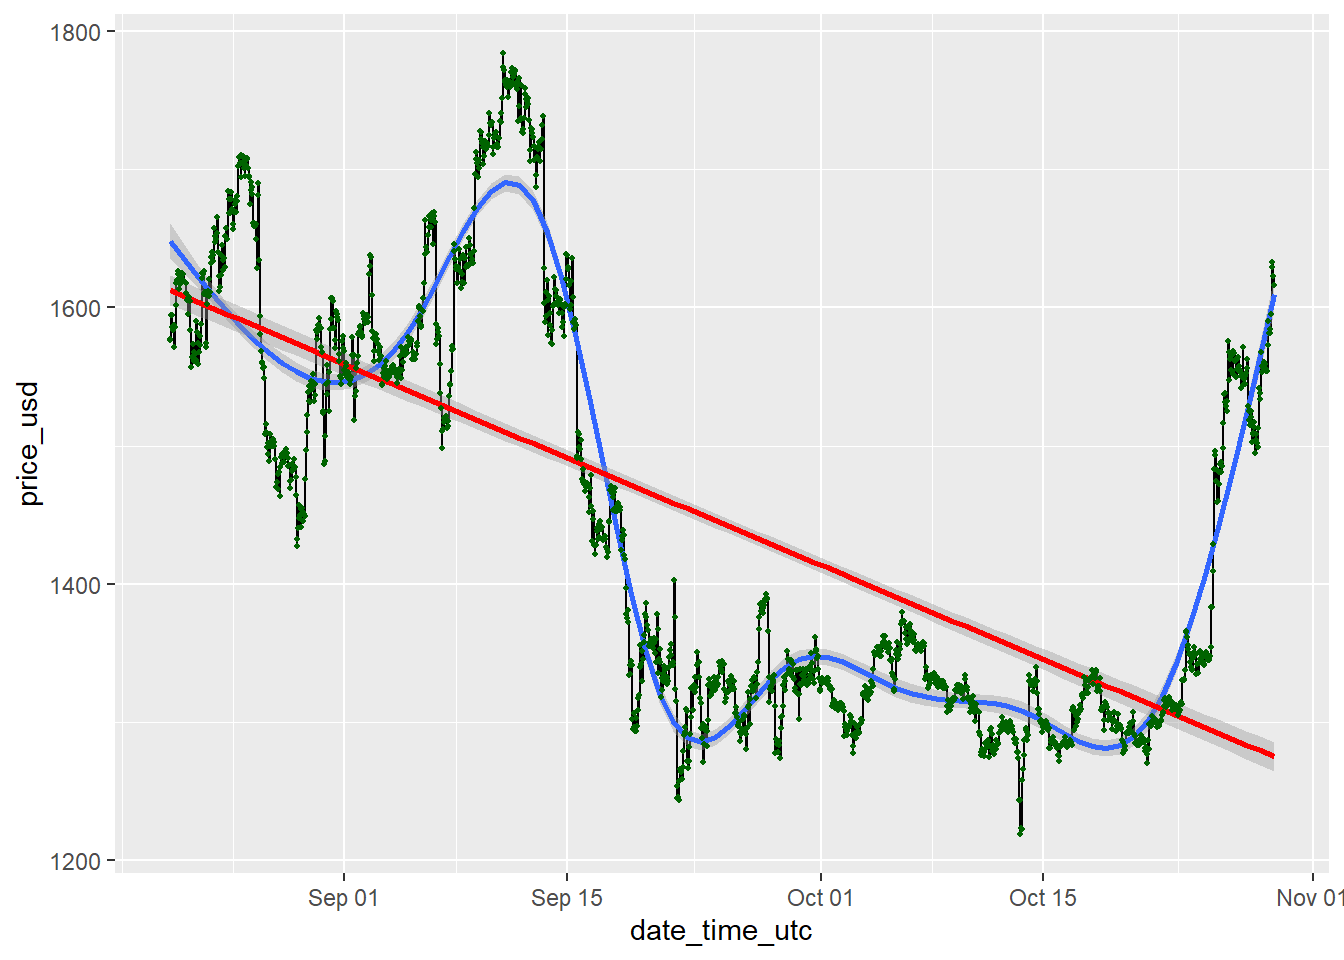 1800
1600
1400
1200
price_usd
Sep 01
Sep 15
Oct 01
Oct 15
Nov 01
date_time_utc